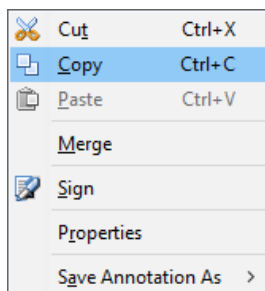 Cut Ctrl+X
Copy Ctrl+C
Paste Ctrl+V
Merge
Sign
Properties
Save Annotation As >